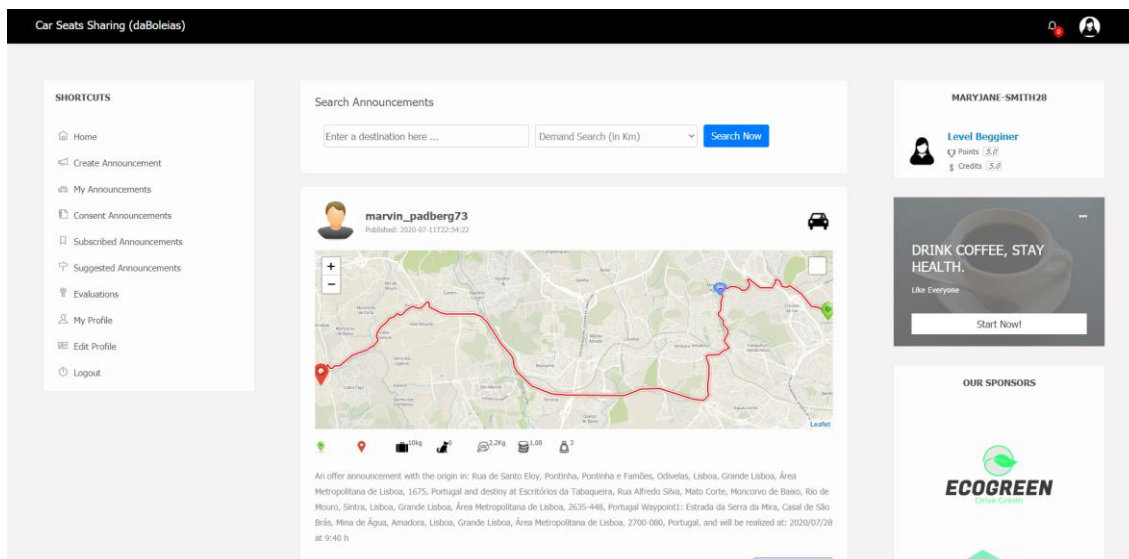 Car Seats Sharing (daBoleias)
0
SHORTCUTS
Home
Create Announcement
My Announcements
Consent Announcements
Subscribed Announcements
Suggested Announcements
Evaluations
My Profile
Edit Profile
Logout
Search Announcements
Enter a destination here ...
Demand Search (in Km)
Search Now
marvin_padberg73
Published: 2020-07-11T22:54:22
+
−
Leaflet
10kg
0
2.2Kg
1.08
3
An offer announcement with the origin in: Rua de Santo Eloy, Pontinha, Pontinha e Famões, Odivelas, Lisboa, Grande Lisboa, Área
Metropolitana de Lisboa, 1675, Portugal and destiny at Escritórios da Tabaqueira, Rua Alfredo Silva, Mato Corte, Moncorvo de Baixo, Rio de
Mouro, Sintra, Lisboa, Grande Lisboa, Área Metropolitana de Lisboa, 2635-448, Portugal Waypoint1: Estrada da Serra da Mira, Casal de São
Brás, Mina de Água, Amadora, Lisboa, Grande Lisboa, Área Metropolitana de Lisboa, 2700-080, Portugal, and will be realized at: 2020/07/28
at 9:40 h
MARYJANE-SMITH28
Level Begginer
Points 5.0
Credits 5.0
...
DRINK COFFEE, STAY
HEALTH.
Like Everyone
Start Now!
OUR SPONSORS
ECOGREEN
Drive Green